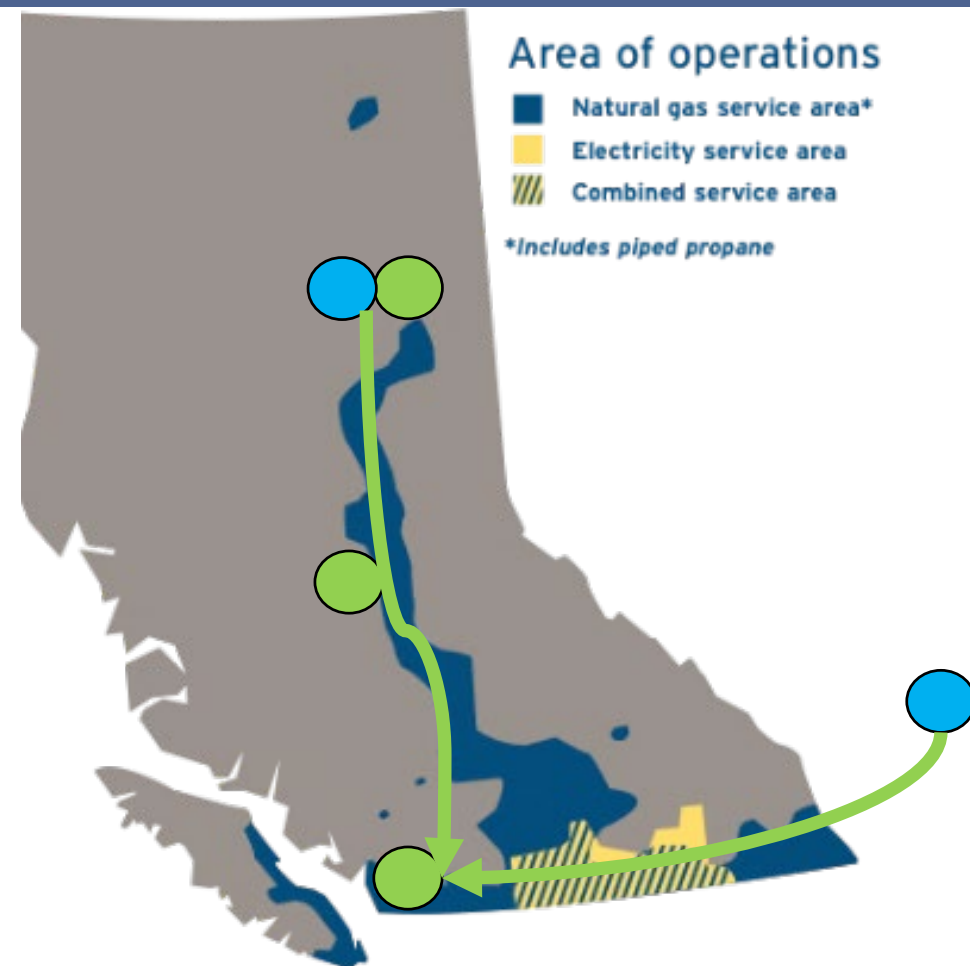 Area of operations
Natural gas service area*
Electricity service area
Combined service area
*Includes piped propane